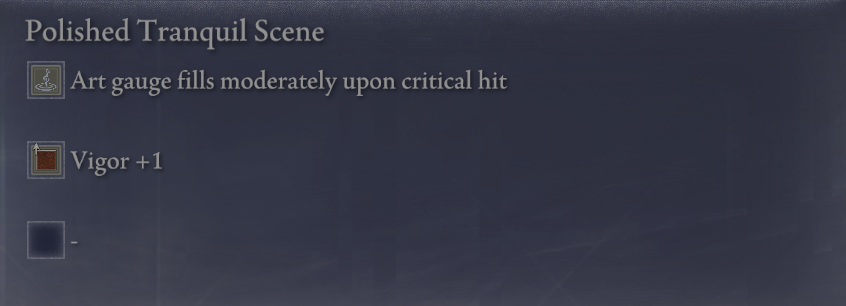 Polished Tranquil Scene
Art gauge fills moderately upon critical hit
Vigor +1
-